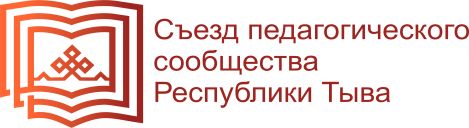 Съезд педагогического
сообщества
Республики Тыва